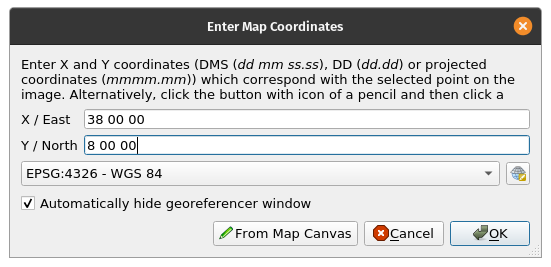 Enter Map Coordinates
Enter X and Y coordinates (DMS (dd mm ss.ss), DD (dd.dd) or projected
coordinates (mmmm.mm)) which correspond with the selected point on the
image. Alternatively, click the button with icon of a pencil and then click a
X / East 38 00 00
Y / North 8 00 00
EPSG:4326 - WGS 84
Automatically hide georeferencer window
From Map Canvas Cancel OK